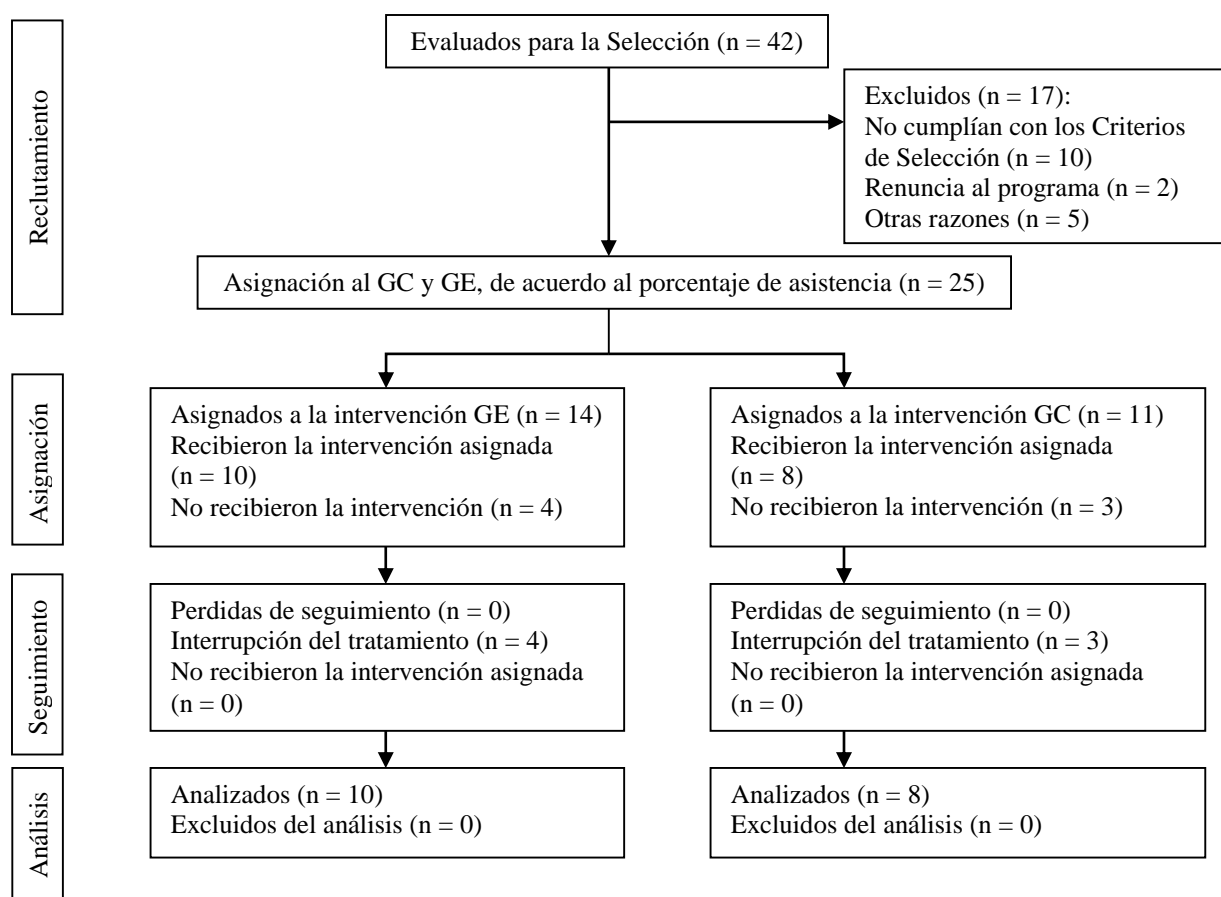 Reclutamiento
Evaluados para la Selección (n = 42)
Excluidos (n = 17):
No cumplían con los Criterios
de Selección (n = 10)
Renuncia al programa (n = 2)
Otras razones (n = 5)
Asignación al GC y GE, de acuerdo al porcentaje de asistencia (n = 25)
Asignación
Asignados a la intervención GE (n = 14)
Recibieron la intervención asignada
(n = 10)
No recibieron la intervención (n = 4)
Asignados a la intervención GC (n = 11)
Recibieron la intervención asignada
(n = 8)
No recibieron la intervención (n = 3)
Seguimiento
Perdidas de seguimiento (n = 0)
Interrupción del tratamiento (n = 4)
No recibieron la intervención asignada
(n = 0)
Perdidas de seguimiento (n = 0)
Interrupción del tratamiento (n = 3)
No recibieron la intervención asignada
(n = 0)
Análisis
Analizados (n = 10)
Excluidos del análisis (n = 0)
Analizados (n = 8)
Excluidos del análisis (n = 0)